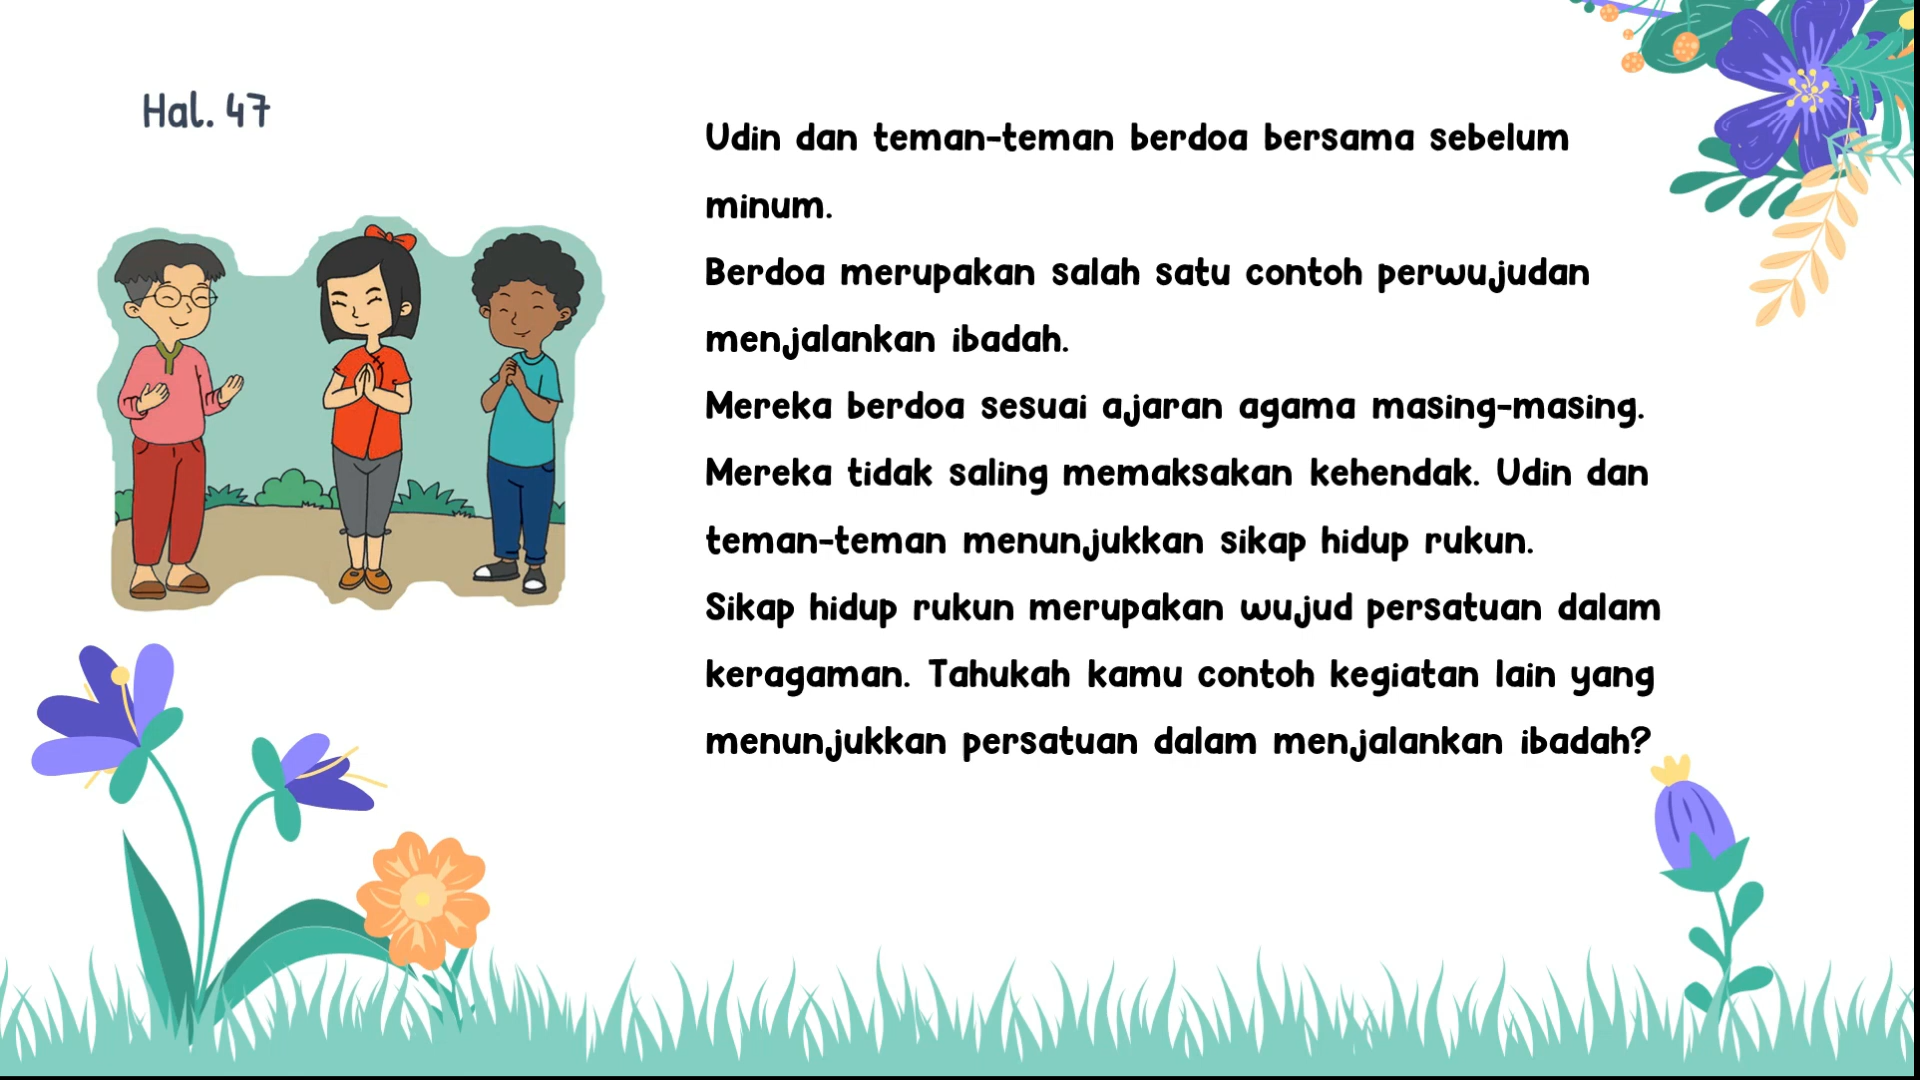 Hal. 47
Udin dan teman-teman berdoa bersama sebelum
minum.
Berdoa merupakan salah satu contoh perwujudan
menjalankan ibadah.
Mereka berdoa sesuai ajaran agama masing-masing.
Mereka tidak saling memaksakan kehendak. Udin dan
teman-teman menunjukkan sikap hidup rukun.
Sikap hidup rukun merupakan wujud persatuan dalam
keragaman. Tahukah kamu contoh kegiatan lain yang
menunjukkan persatuan dalam menjalankan ibadah?